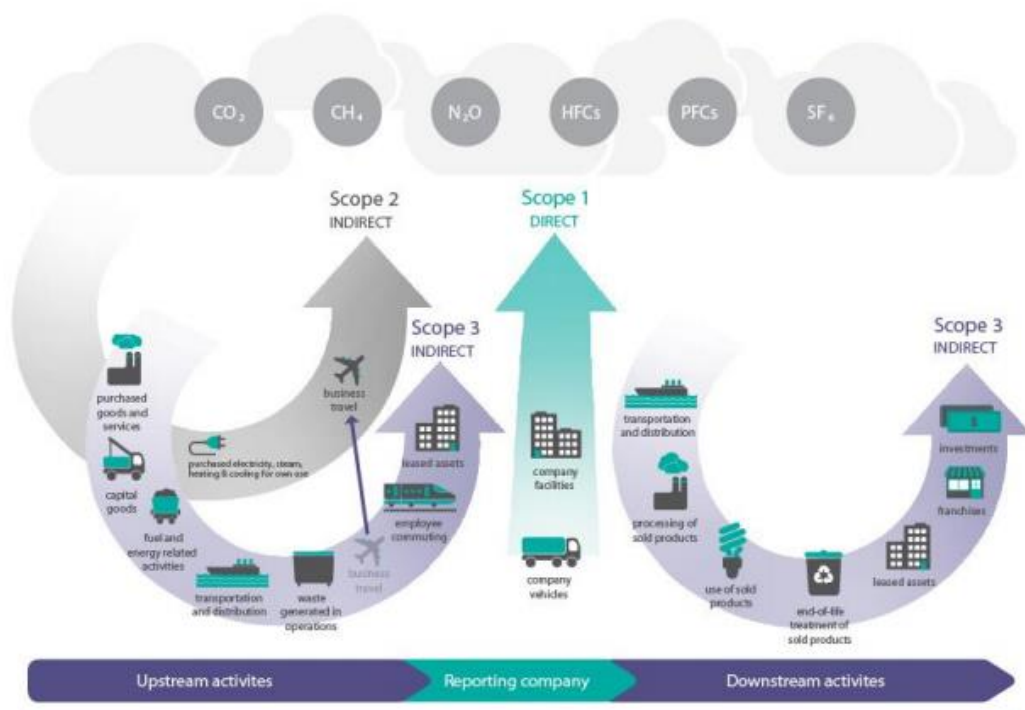 CO₂
CH₄
N₂O
HFCs
PFCs
SF₆
Scope 2
INDIRECT
Scope 1
DIRECT
Scope 3
INDIRECT
Scope 3
INDIRECT
purchased
goods and
services
capital
goods
fuel and
energy related
activities
transportation
and distribution
waste
generated in
operations
business
travel
business
travel
purchased electricity, steam,
heating & cooling for own use
employee
commuting
leased assets
company
facilities
company
vehicles
transportation
and distribution
processing of
sold products
use of sold
products
end-of-life
treatment of
sold products
leased assets
franchises
investments
$
Upstream activites
Reporting company
Downstream activites